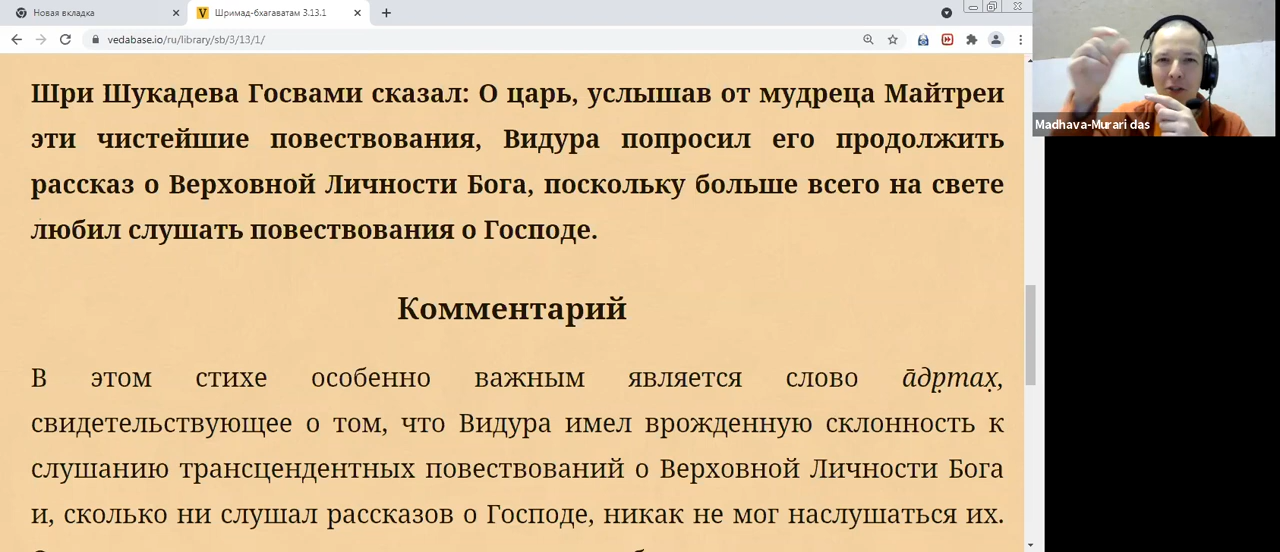 Новая вкладка
Шримад-бхагаватам 3.13.1
vedabase.io/ru/library/sb/3/13/1/
Шри Шукадева Госвами сказал: О царь, услышав от мудреца Майтреи
эти чистейшие повествования, Видура попросил его продолжить
рассказ о Верховной Личности Бога, поскольку больше всего на свете
любил слушать повествования о Господе.
Комментарий
В этом стихе особенно важным является слово а̄др̣тах̣,
свидетельствующее о том, что Видура имел врожденную склонность к
слушанию трансцендентных повествований о Верховной Личности Бога
и, сколько ни слушал рассказов о Господе, никак не мог наслушаться их.
Madhava-Murari das